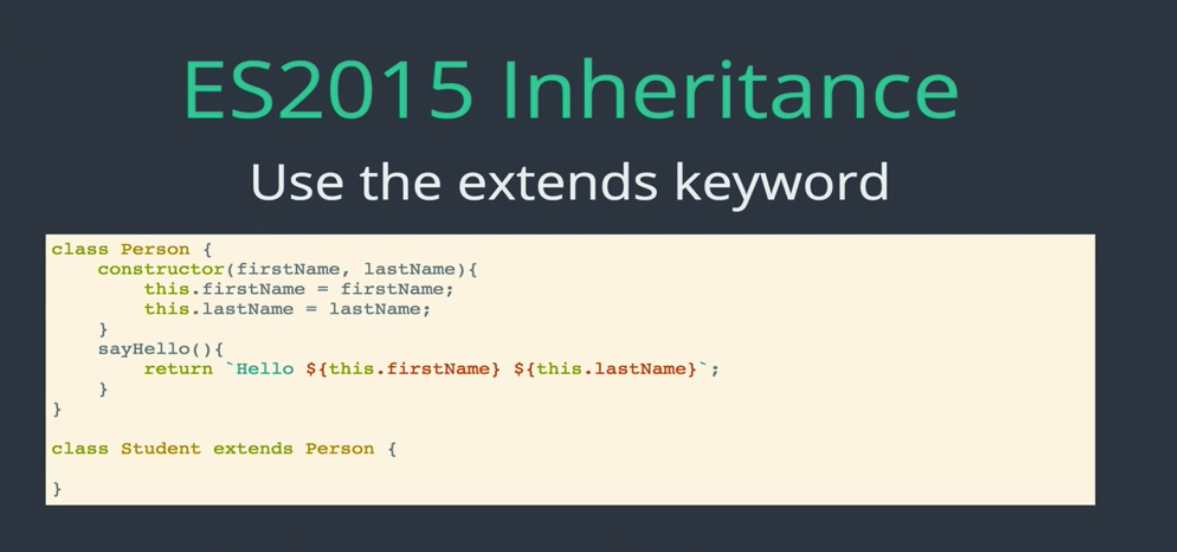 ES2015 Inheritance
Use the extends keyword
class Person {
    constructor(firstName, lastName){
        this.firstName = firstName;
        this.lastName = lastName;
    }
    sayHello(){
        return `Hello ${this.firstName} ${this.lastName}`;
    }
}
class Student extends Person {
}